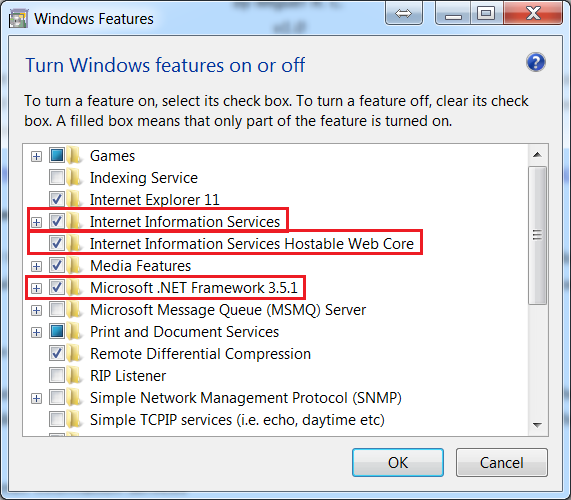 Windows Features
Turn Windows features on or off
To turn a feature on, select its check box. To turn a feature off, clear its check
box. A filled box means that only part of the feature is turned on.
Games
Indexing Service
Internet Explorer 11
Internet Information Services
Internet Information Services Hostable Web Core
Media Features
Microsoft .NET Framework 3.5.1
Microsoft Message Queue (MSMQ) Server
Print and Document Services
Remote Differential Compression
RIP Listener
Simple Network Management Protocol (SNMP)
Simple TCPIP services (i.e. echo, daytime etc)
OK Cancel